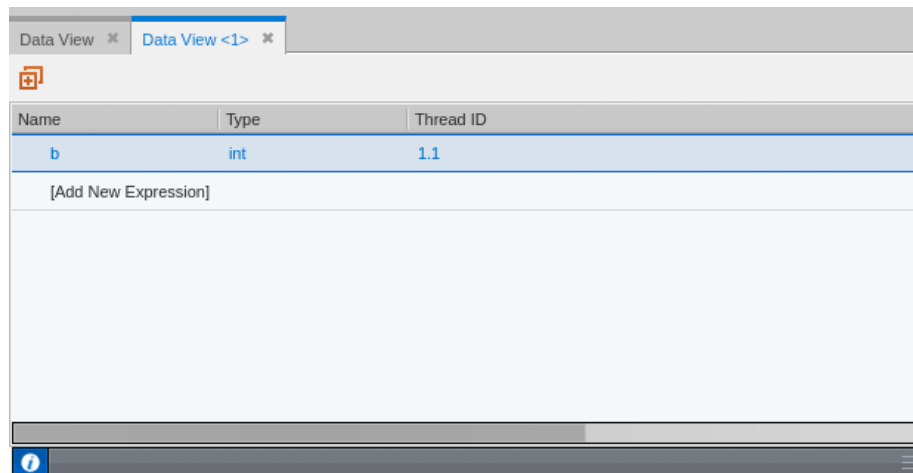 Data View Data View <1>
Name Type Thread ID
b int 1.1
[Add New Expression]